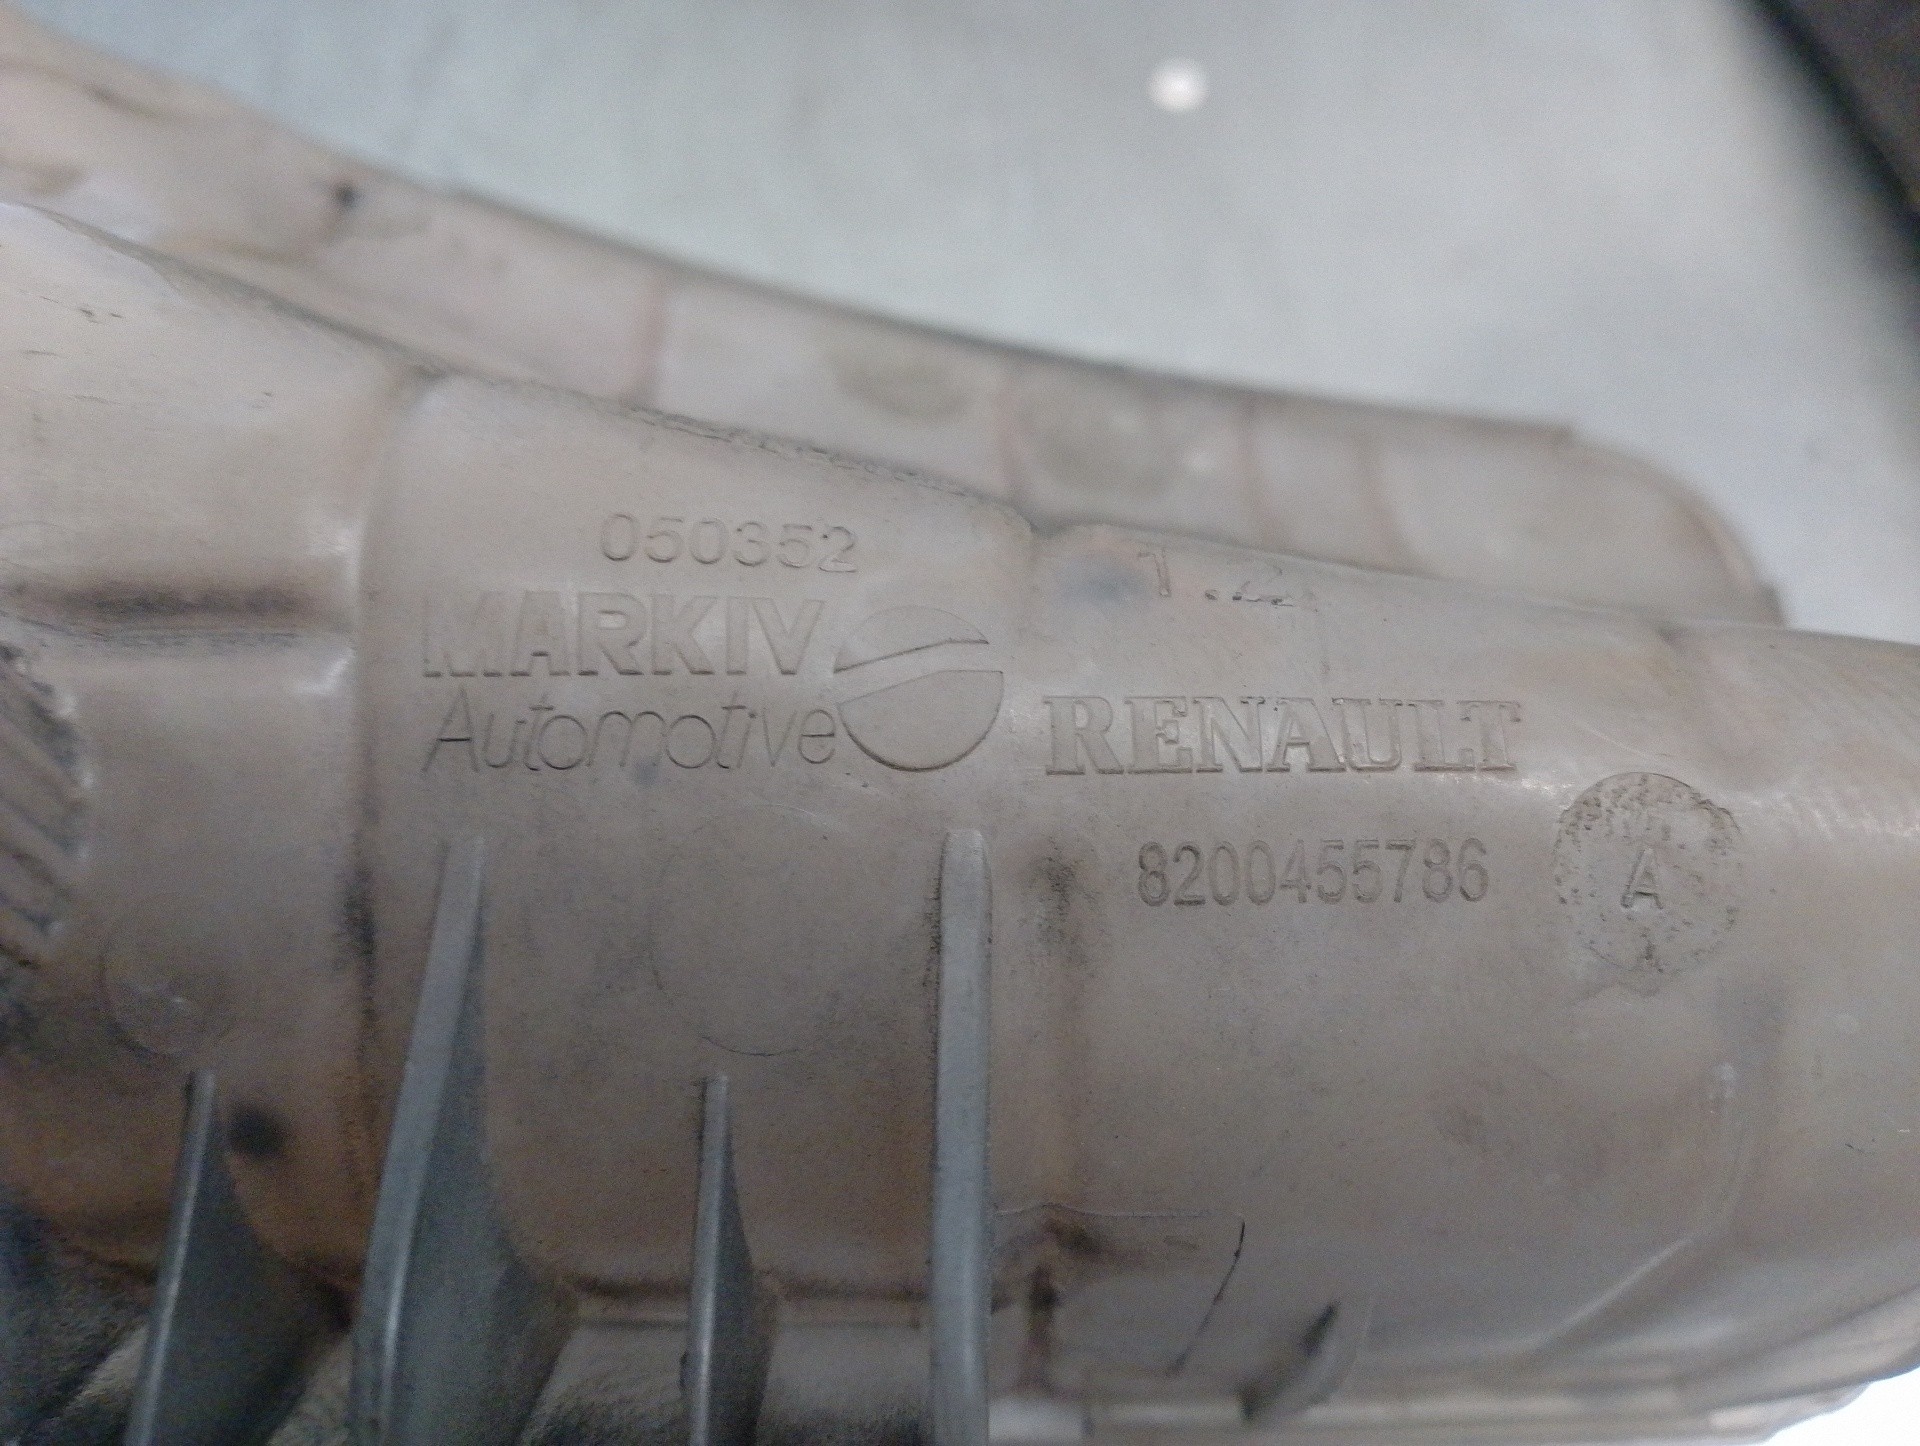 050352
MARKIV
Automotive
RENAULT
8200455786
A